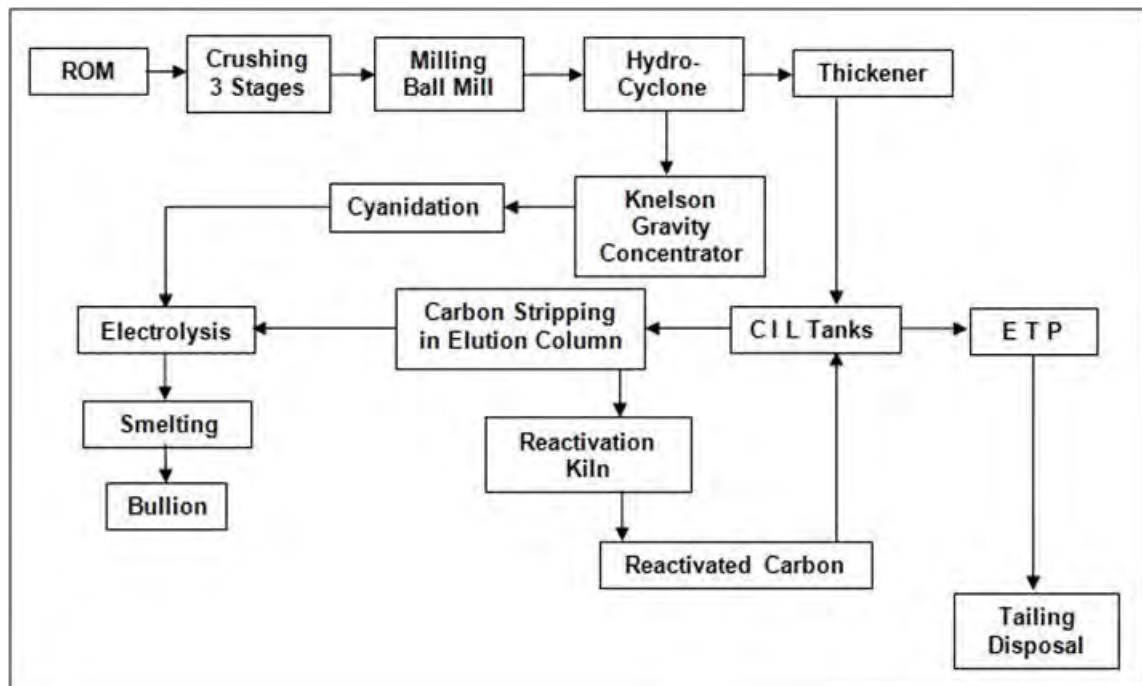 ROM
Crushing
3 Stages
Milling
Ball Mill
Hydro-
Cyclone
Thickener
Cyanidation
Knelson
Gravity
Concentrator
Electrolysis
Carbon Stripping
in Elution Column
C I L Tanks
E T P
Smelting
Reactivation
Kiln
Bullion
Reactivated Carbon
Tailing
Disposal